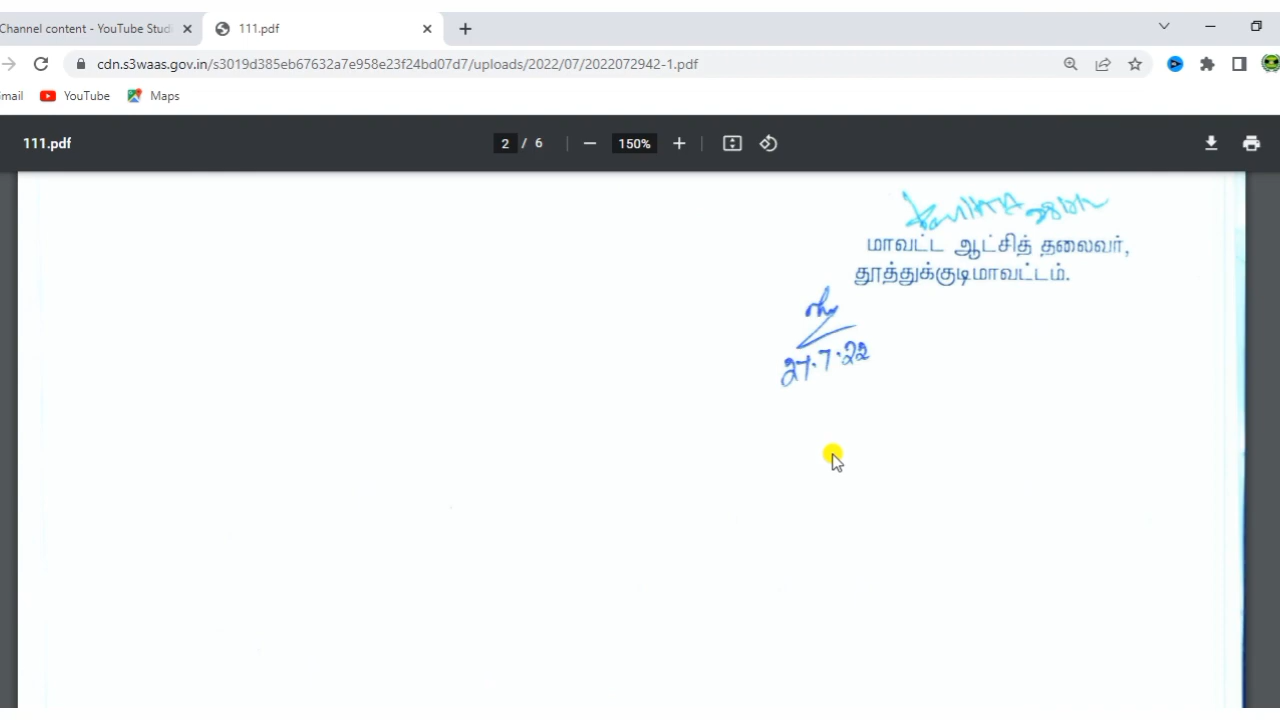 Channel content - YouTube Studi
111.pdf
cdn.s3waas.gov.in/s3019d385eb67632a7e958e23f24bd07d7/uploads/2022/07/2022072942-1.pdf
YouTube
Maps
111.pdf
2 / 6
150%
மாவட்ட ஆட்சித் தலைவர்,
தூத்துக்குடிமாவட்டம்.
27.7.22